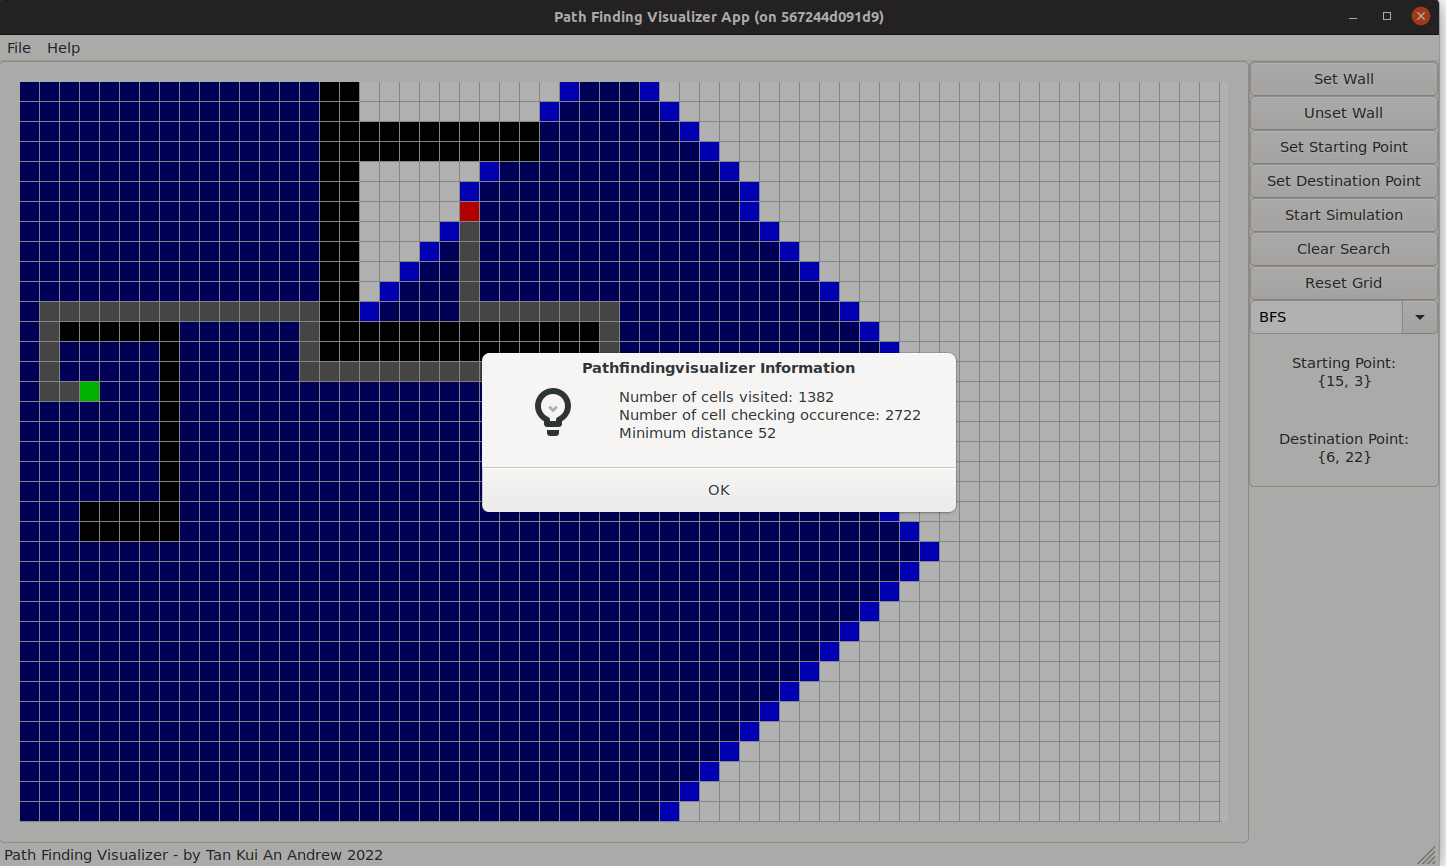 Path Finding Visualizer App (on 567244d091d9)
File Help
Set Wall
Unset Wall
Set Starting Point
Set Destination Point
Start Simulation
Clear Search
Reset Grid
BFS
Starting Point:
{15, 3}
Destination Point:
{6, 22}
Pathfindingvisualizer Information
Number of cells visited: 1382
Number of cell checking occurence: 2722
Minimum distance 52
OK
Path Finding Visualizer - by Tan Kui An Andrew 2022